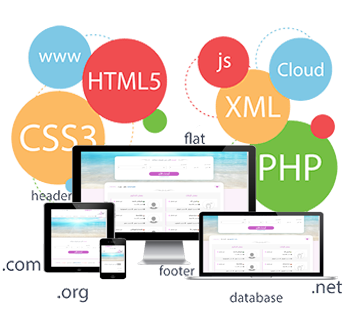 www
HTML5
js
Cloud
XML
CSS3
flat
PHP
header
.com
footer
.net
.org
database